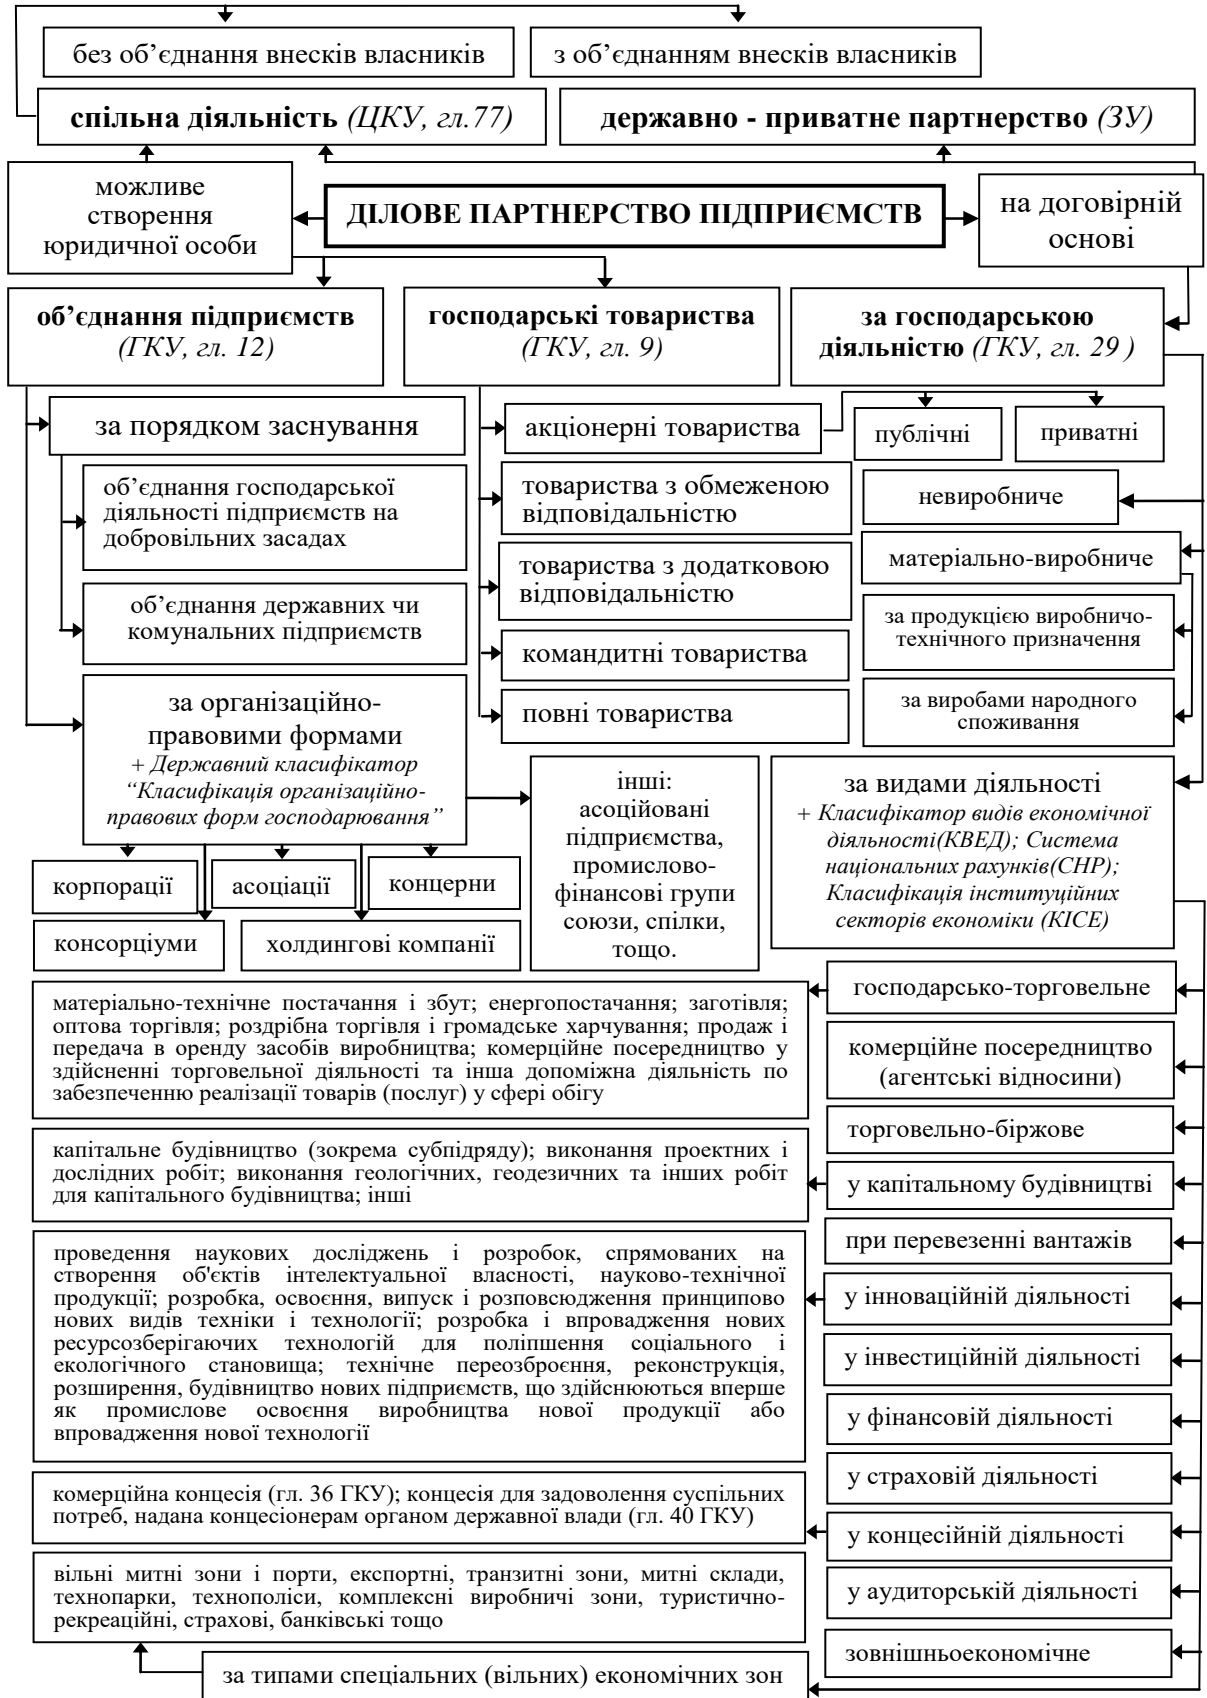 без об’єднання внесків власників
з об’єднанням внесків власників
спільна діяльність (ЦКУ, гл.77)
державно - приватне партнерство (ЗУ)
можливе
створення
юридичної особи
ДІЛОВЕ ПАРТНЕРСТВО ПІДПРИЄМСТВ
на договірній
основі
об’єднання підприємств
(ГКУ, гл. 12)
господарські товариства
(ГКУ, гл. 9)
за господарською
діяльністю (ГКУ, гл. 29 )
за порядком заснування
акціонерні товариства
публічні
приватні
об’єднання господарської
діяльності підприємств на
добровільних засадах
товариства з обмеженою
відповідальністю
невиробниче
матеріально-виробниче
товариства з додатковою
відповідальністю
об’єднання державних чи
комунальних підприємств
за продукцією виробничо-
технічного призначення
командитні товариства
за організаційно-
правовими формами
+ Державний класифікатор
“Класифікація організаційно-
правових форм господарювання”
повні товариства
за виробами народного
споживання
інші:
асоційовані
підприємства,
промислово-
фінансові групи
союзи, спілки,
тощо.
за видами діяльності
+ Класифікатор видів економічної
діяльності(КВЕД); Система
національних рахунків(СНР);
Класифікація інституційних
секторів економіки (КІСЕ)
корпорації
асоціації
концерни
консорціуми
холдингові компанії
матеріально-технічне постачання і збут; енергопостачання; заготівля;
оптова торгівля; роздрібна торгівля і громадське харчування; продаж і
передача в оренду засобів виробництва; комерційне посередництво у
здійсненні торговельної діяльності та інша допоміжна діяльність по
забезпеченню реалізації товарів (послуг) у сфері обігу
господарсько-торговельне
комерційне посередництво
(агентські відносини)
торговельно-біржове
капітальне будівництво (зокрема субпідряду); виконання проектних і
дослідних робіт; виконання геологічних, геодезичних та інших робіт
для капітального будівництва; інші
у капітальному будівництві
при перевезенні вантажів
проведення наукових досліджень і розробок, спрямованих на
створення об'єктів інтелектуальної власності, науково-технічної
продукції; розробка, освоєння, випуск і розповсюдження принципово
нових видів техніки і технології; розробка і впровадження нових
ресурсозберігаючих технологій для поліпшення соціального і
екологічного становища; технічне переозброєння, реконструкція,
розширення, будівництво нових підприємств, що здійснюються вперше
як промислове освоєння виробництва нової продукції або
впровадження нової технології
у інноваційній діяльності
у інвестиційній діяльності
у фінансовій діяльності
у страховій діяльності
комерційна концесія (гл. 36 ГКУ); концесія для задоволення суспільних
потреб, надана концесіонерам органом державної влади (гл. 40 ГКУ)
у концесійній діяльності
вільні митні зони і порти, експортні, транзитні зони, митні склади,
технопарки, технополіси, комплексні виробничі зони, туристично-
рекреаційні, страхові, банківські тощо
у аудиторській діяльності
зовнішньоекономічне
за типами спеціальних (вільних) економічних зон